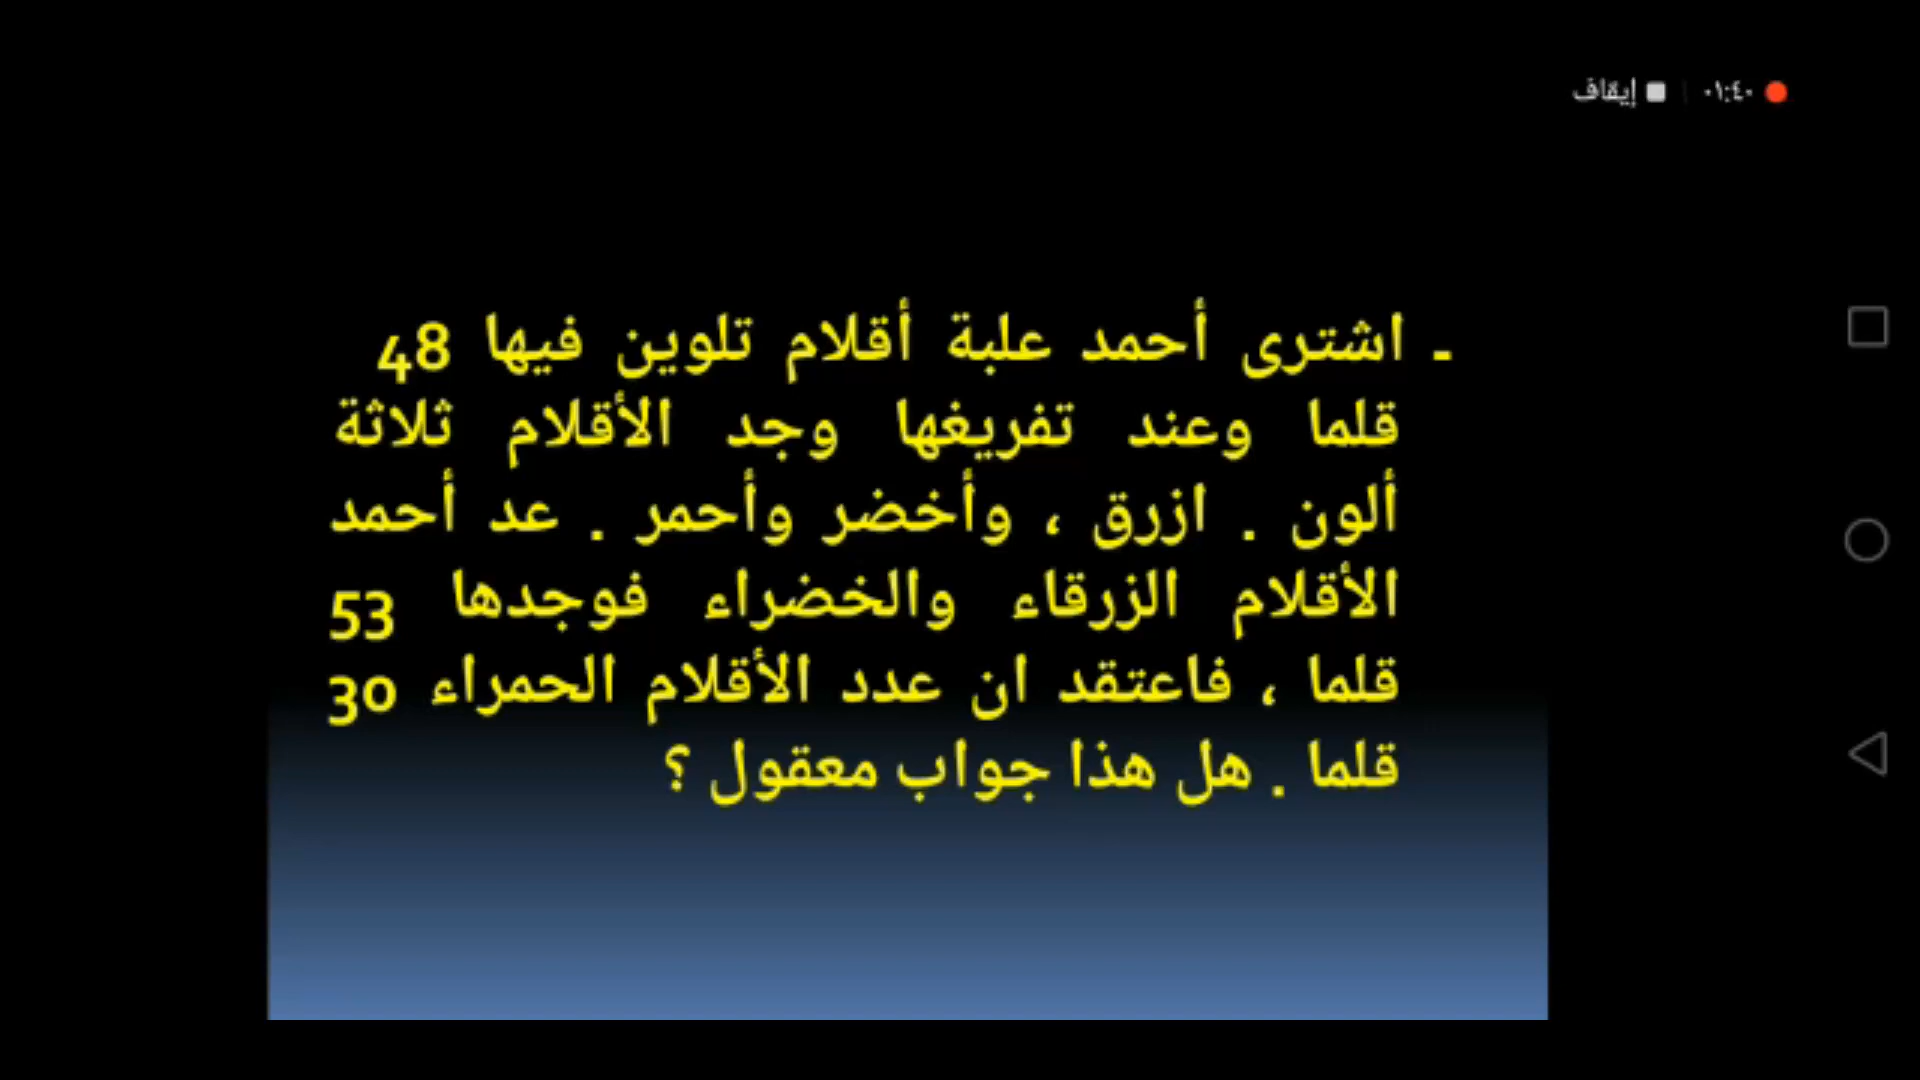 ٠١:٤٠ إيقاف
- اشترى أحمد علبة أقلام تلوين فيها 48
قلما وعند تفريغها وجد الأقلام ثلاثة
ألون . ازرق ، وأخضر وأحمر . عد أحمد
الأقلام الزرقاء والخضراء فوجدها 53
قلما ، فاعتقد ان عدد الأقلام الحمراء 30
قلما . هل هذا جواب معقول ؟